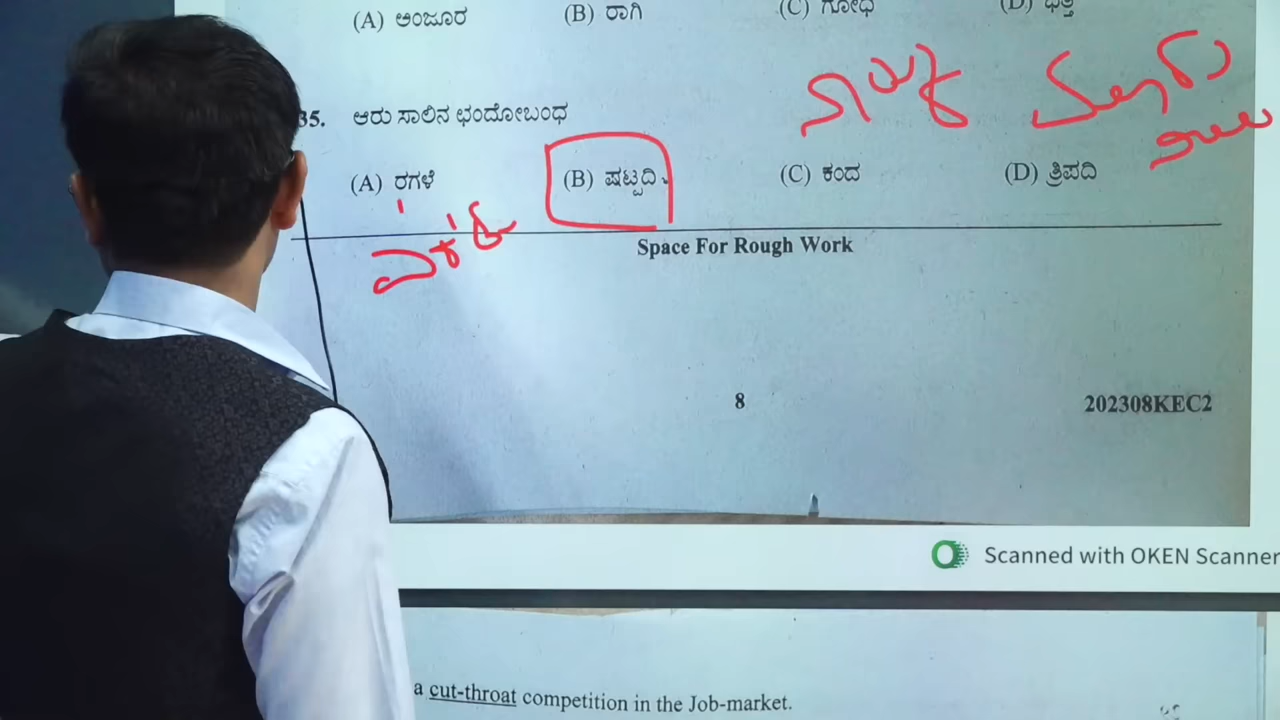 (A) ಅಂಜೂರ (B) ರಾಗಿ (C) ಗೋಧಿ (D) ಭತ್ತ
35. ಆರು ಸಾಲಿನ ಛಂದೋಬಂಧ
(A) ರಗಳೆ (B) ಷಟ್ಪದಿ (C) ಕಂದ (D) ತ್ರಿಪದಿ
Space For Rough Work
8 202308KEC2
Scanned with OKEN Scanner
a cut-throat competition in the Job-market.